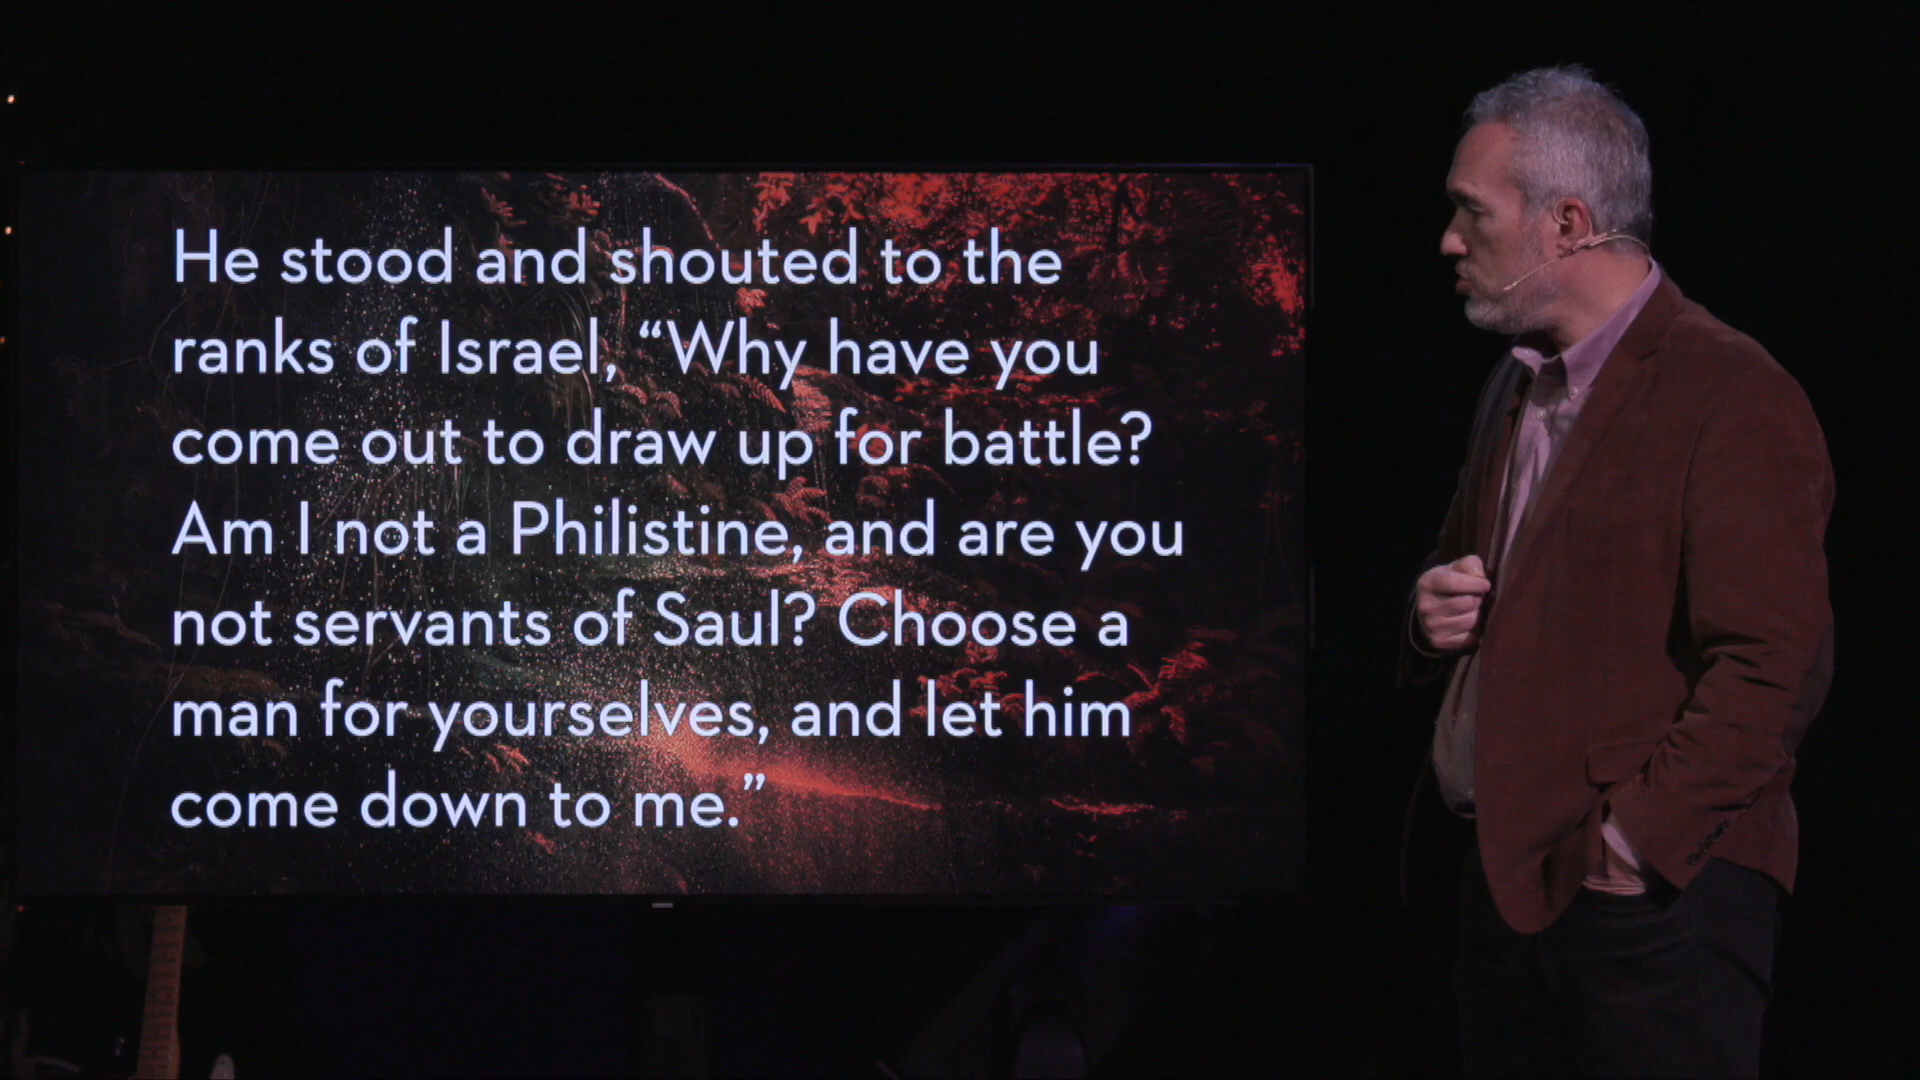 He stood and shouted to the
ranks of Israel, “Why have you
come out to draw up for battle?
Am I not a Philistine, and are you
not servants of Saul? Choose a
man for yourselves, and let him
come down to me.”